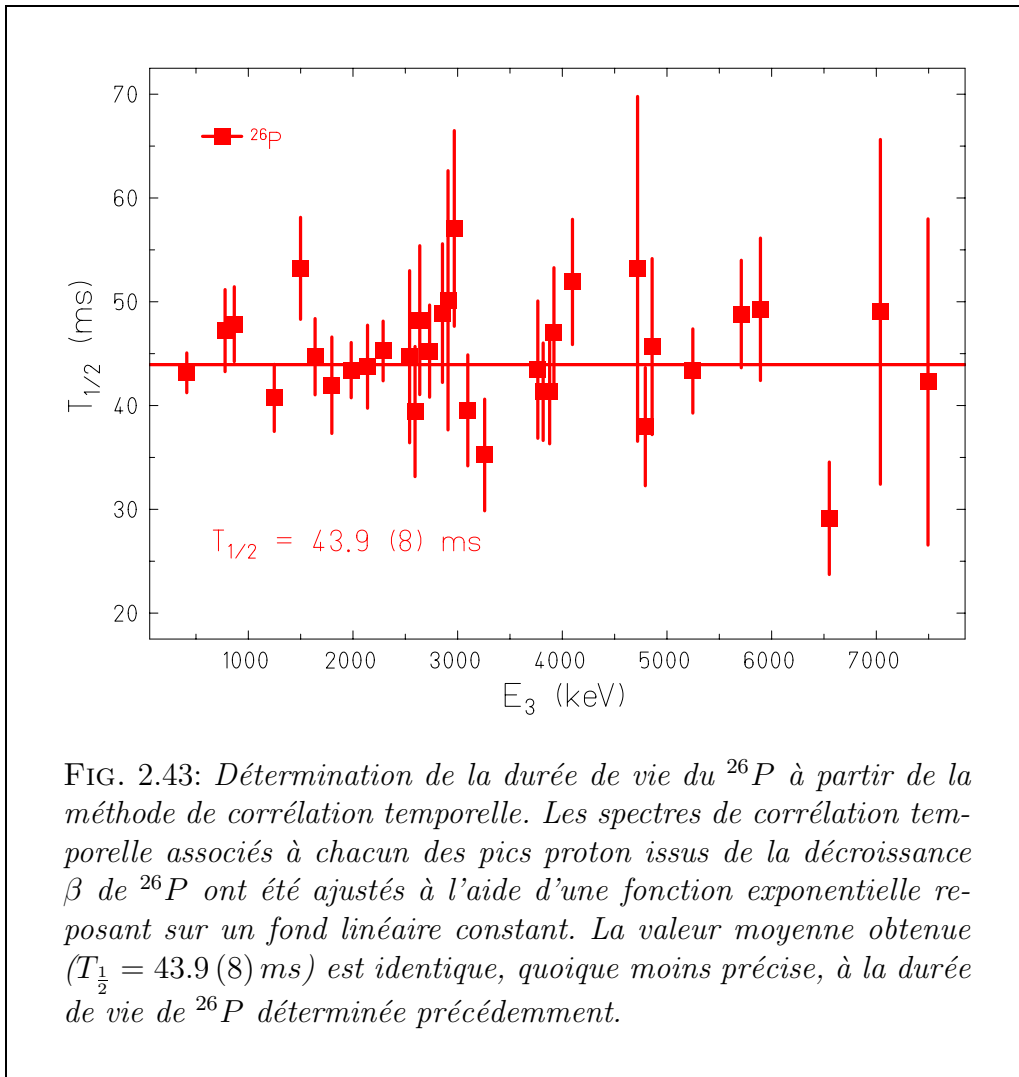 70
60
50
40
30
20
T1/2 (ms)
26P
T1/2 = 43.9 (8) ms
1000 2000 3000 4000 5000 6000 7000
E3 (keV)
FIG. 2.43: Détermination de la durée de vie du 26P à partir de la
méthode de corrélation temporelle. Les spectres de corrélation tem-
porelle associés à chacun des pics proton issus de la décroissance
β de 26P ont été ajustés à l'aide d'une fonction exponentielle re-
posant sur un fond linéaire constant. La valeur moyenne obtenue
(T1/2 = 43.9 (8) ms) est identique, quoique moins précise, à la durée
de vie de 26P déterminée précédemment.